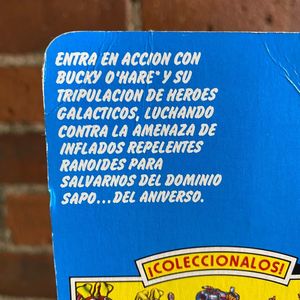 ENTRA EN ACCION CON
BUCKY O'HARE* Y SU
TRIPULACION DE HEROES
GALACTICOS, LUCHANDO
CONTRA LA AMENAZA DE
INFLADOS REPELENTES
RANOIDES PARA
SALVARNOS DEL DOMINIO
SAPO...DEL ANIVERSO.
¡COLECCIONALOS!